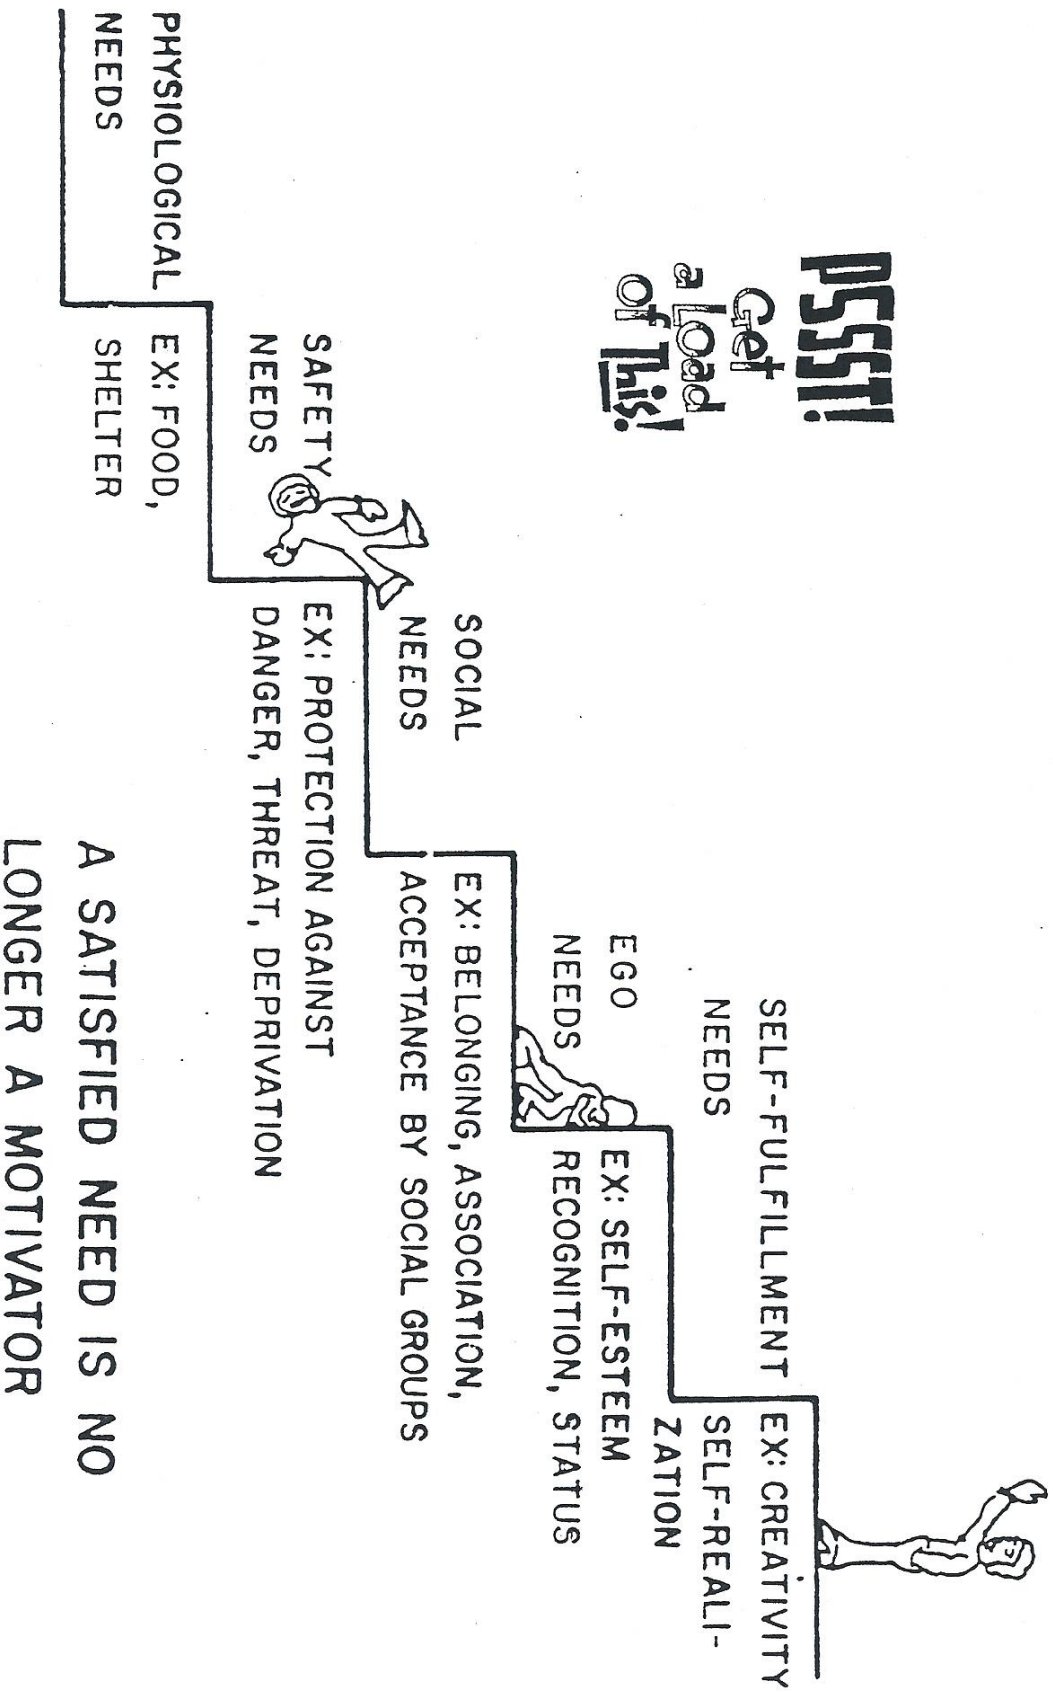 PSSST!
Get
a Load
of This!
SELF-FULFILLMENT
NEEDS
EX: CREATIVITY
SELF-REALI-
ZATION
EGO
NEEDS
EX: SELF-ESTEEM
RECOGNITION, STATUS
SOCIAL
NEEDS
EX: BELONGING, ASSOCIATION,
ACCEPTANCE BY SOCIAL GROUPS
SAFETY
NEEDS
EX: PROTECTION AGAINST
DANGER, THREAT, DEPRIVATION
PHYSIOLOGICAL
NEEDS
EX: FOOD,
SHELTER
A SATISFIED NEED IS NO
LONGER A MOTIVATOR